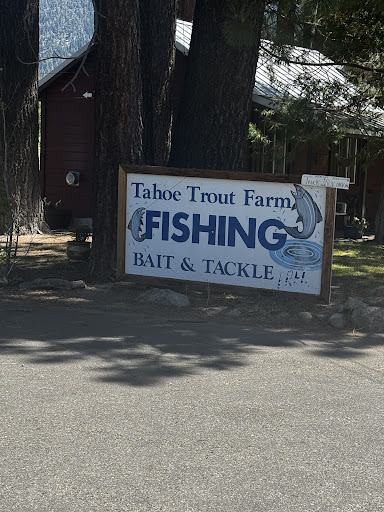 Tahoe Trout Farm
FISHING
BAIT & TACKLE